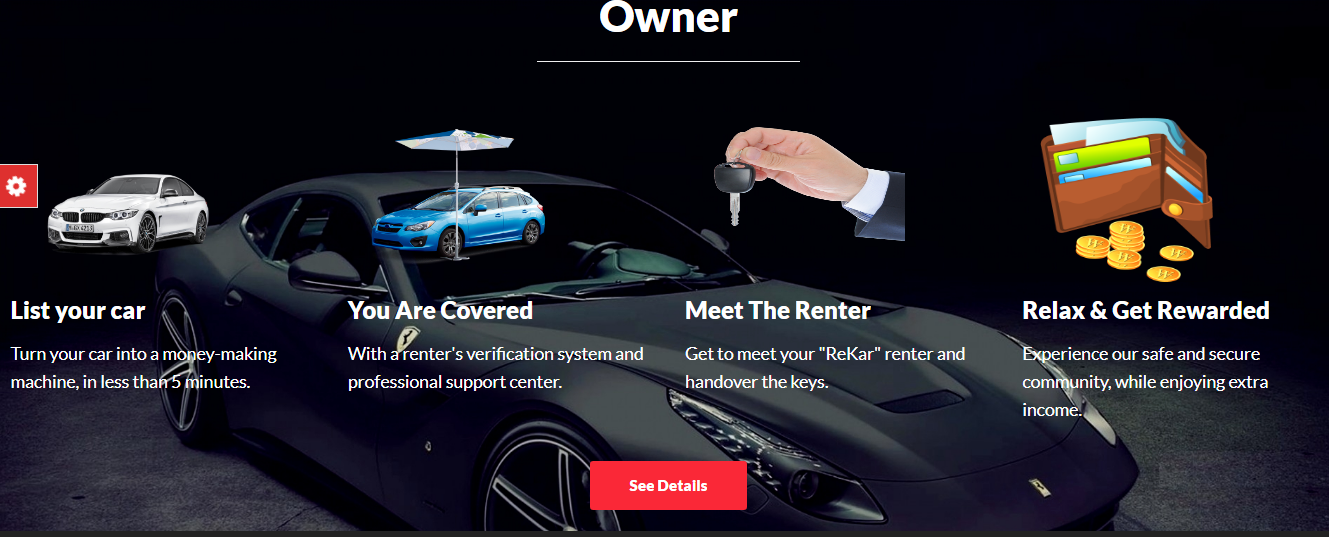 Owner
List your car
Turn your car into a money-making
machine, in less than 5 minutes.
You Are Covered
With a renter's verification system and
professional support center.
Meet The Renter
Get to meet your "ReKar" renter and
handover the keys.
Relax & Get Rewarded
Experience our safe and secure
community, while enjoying extra
income.
See Details